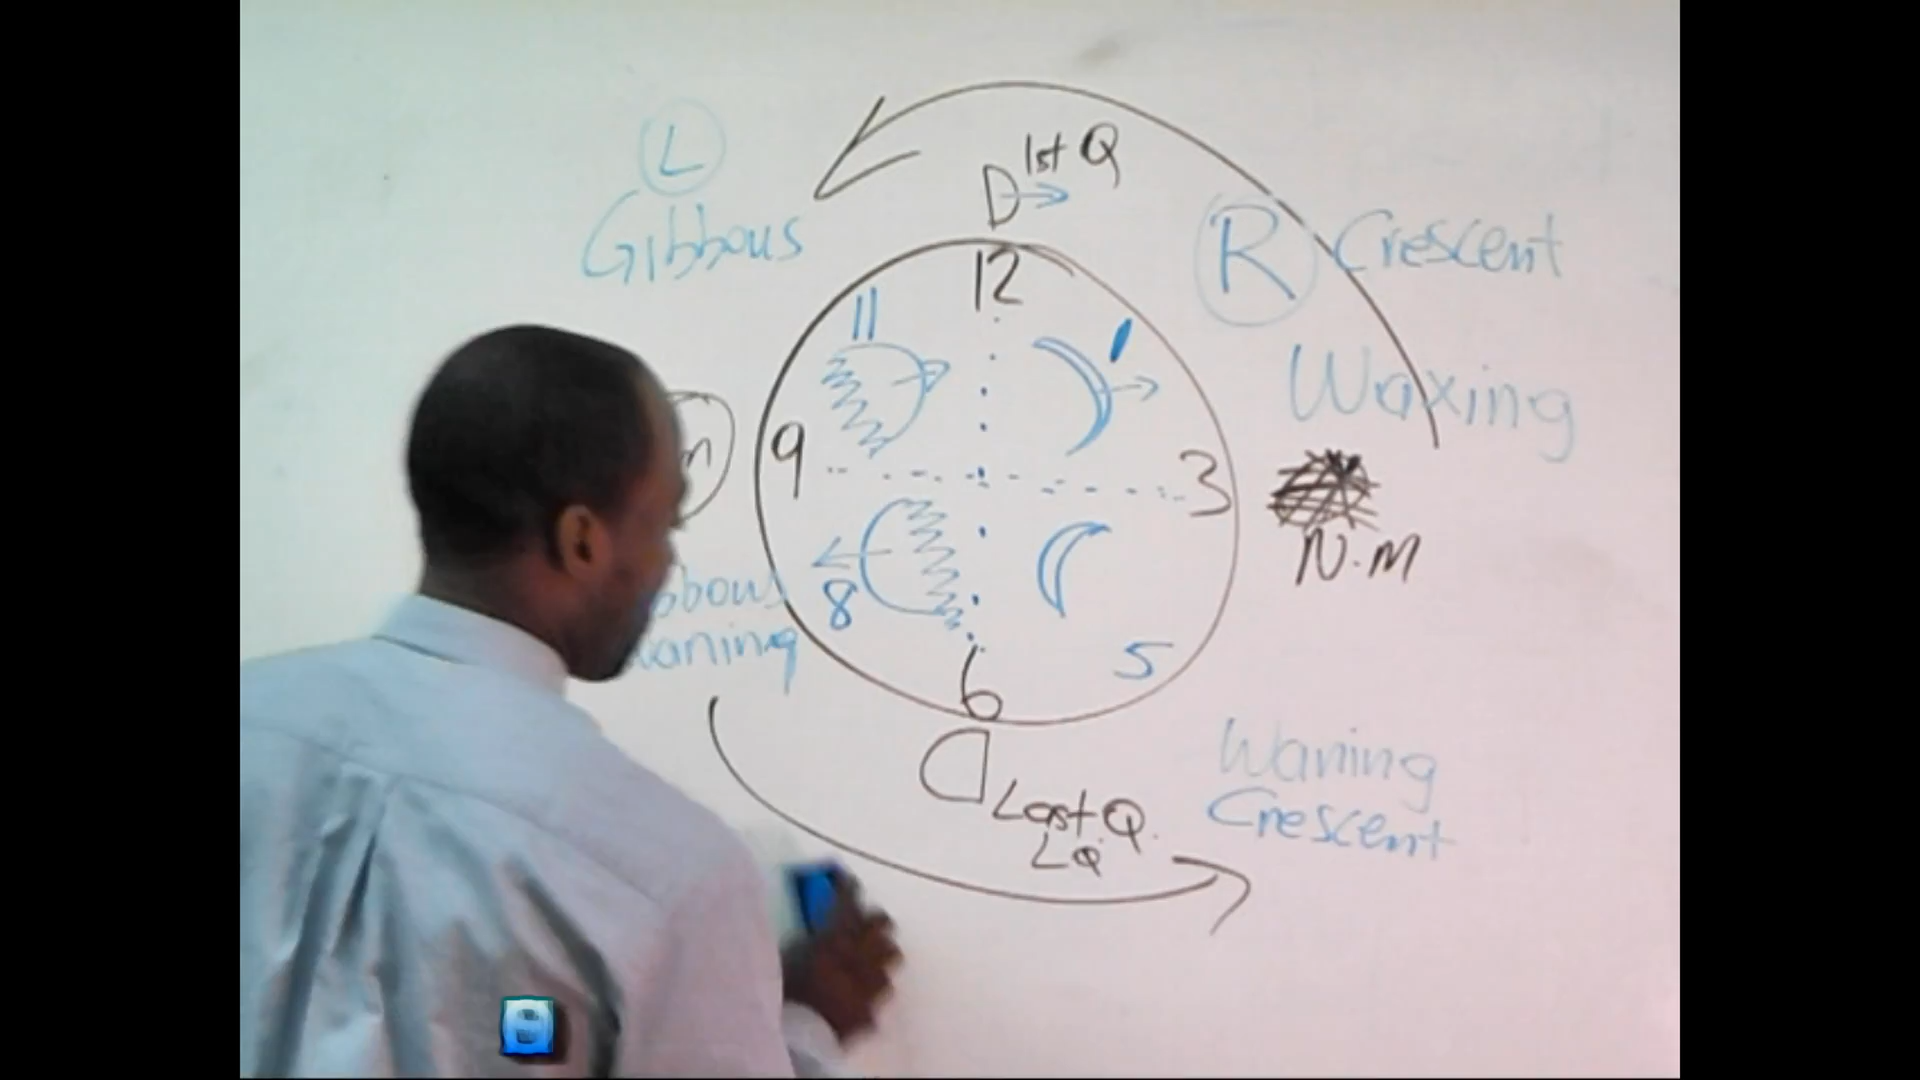 L
Gibbous
1st Q
R Crescent
Waxing
12
11
9
3
N.M
8
waning
6
5
Last Q.
LQ
Waning
Crescent